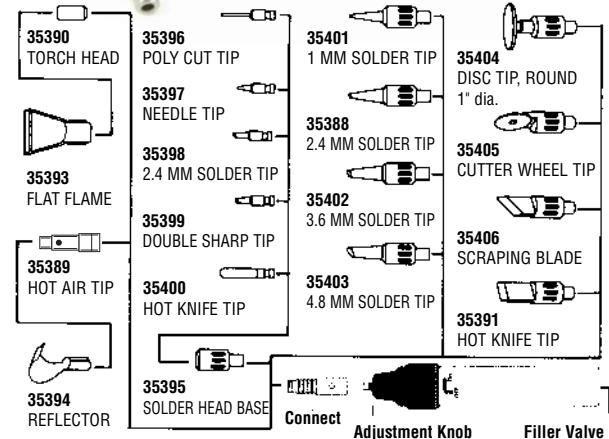 35390
TORCH HEAD
35393
FLAT FLAME
35389
HOT AIR TIP
35394
REFLECTOR
35396
POLY CUT TIP
35397
NEEDLE TIP
35398
2.4 MM SOLDER TIP
35399
DOUBLE SHARP TIP
35400
HOT KNIFE TIP
35395
SOLDER HEAD BASE
35401
1 MM SOLDER TIP
35388
2.4 MM SOLDER TIP
35402
3.6 MM SOLDER TIP
35403
4.8 MM SOLDER TIP
35404
DISC TIP, ROUND
1" dia.
35405
CUTTER WHEEL TIP
35406
SCRAPING BLADE
35391
HOT KNIFE TIP
Connect
Adjustment Knob
Filler Valve